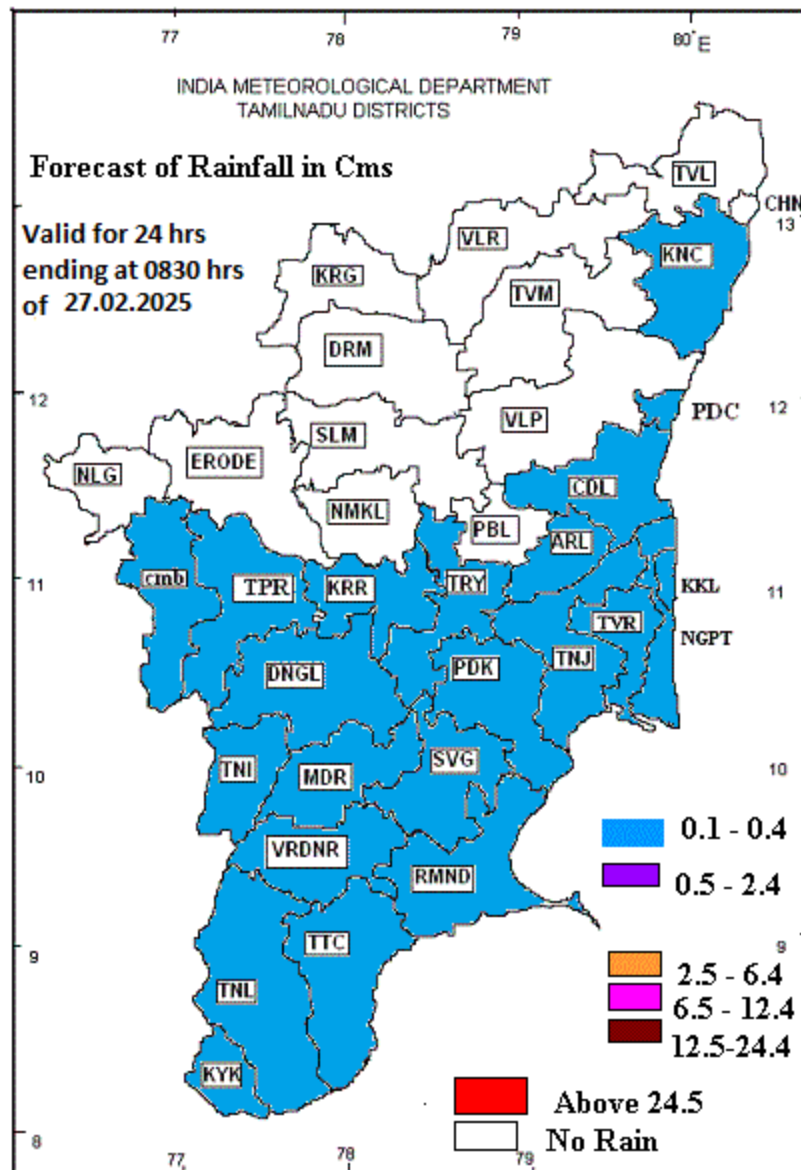 77 78 79 80°E
INDIA METEOROLOGICAL DEPARTMENT
TAMILNADU DISTRICTS
Forecast of Rainfall in Cms
TVL
CHN
13
Valid for 24 hrs
ending at 0830 hrs
of 27.02.2025
VLR
KNC
KRG
TVM
DRM
12
12
PDC
SLM
VLP
ERODE
NLG
CDL
NMKL
PBL
ARL
11
cmb
TPR
KRR
TRY
KKL
11
TVR
NGPT
DNGL
PDK
TNJ
10
TNI
MDR
SVG
10
0.1 - 0.4
VRDNR
RMND
0.5 - 2.4
9
TTC
9
2.5 - 6.4
TNL
6.5 - 12.4
12.5-24.4
KYK
Above 24.5
8
No Rain
77 78 79